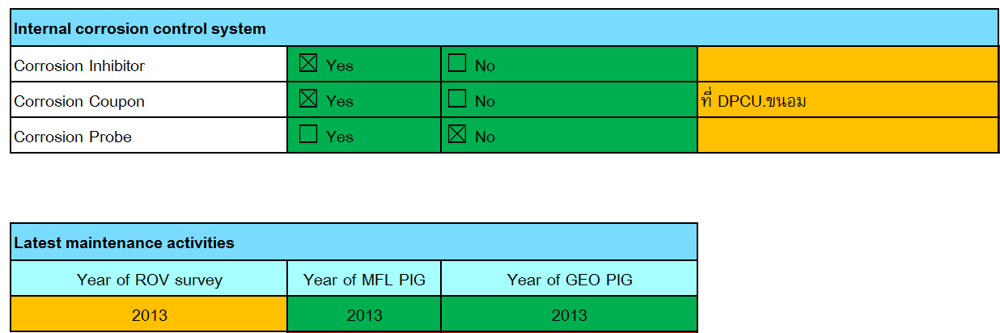 Internal corrosion control system
Corrosion Inhibitor ☒ Yes ☐ No
Corrosion Coupon ☒ Yes ☐ No ที่ DPCU.ขนอม
Corrosion Probe ☐ Yes ☒ No
Latest maintenance activities
Year of ROV survey Year of MFL PIG Year of GEO PIG
2013 2013 2013